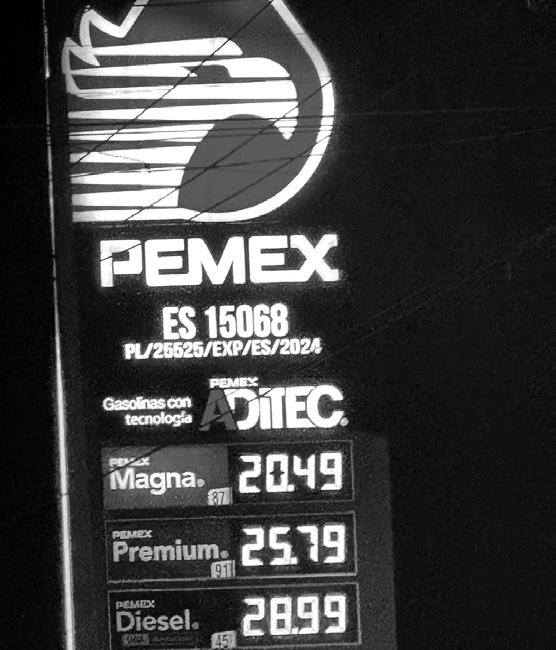 PEMEX
ES 15068
PL/25525/EXP/ES/2024
Gasolinas con
tecnología
PEMEX
ADITEC.
PEMEX
Magna.
87
20.49
PEMEX
Premium.
91
25.79
PEMEX
Diesel.
45
28.99